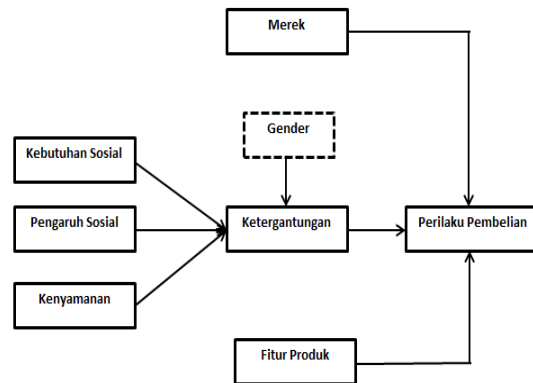 Merek
Gender
Kebutuhan Sosial
Pengaruh Sosial
Ketergantungan
Perilaku Pembelian
Kenyamanan
Fitur Produk